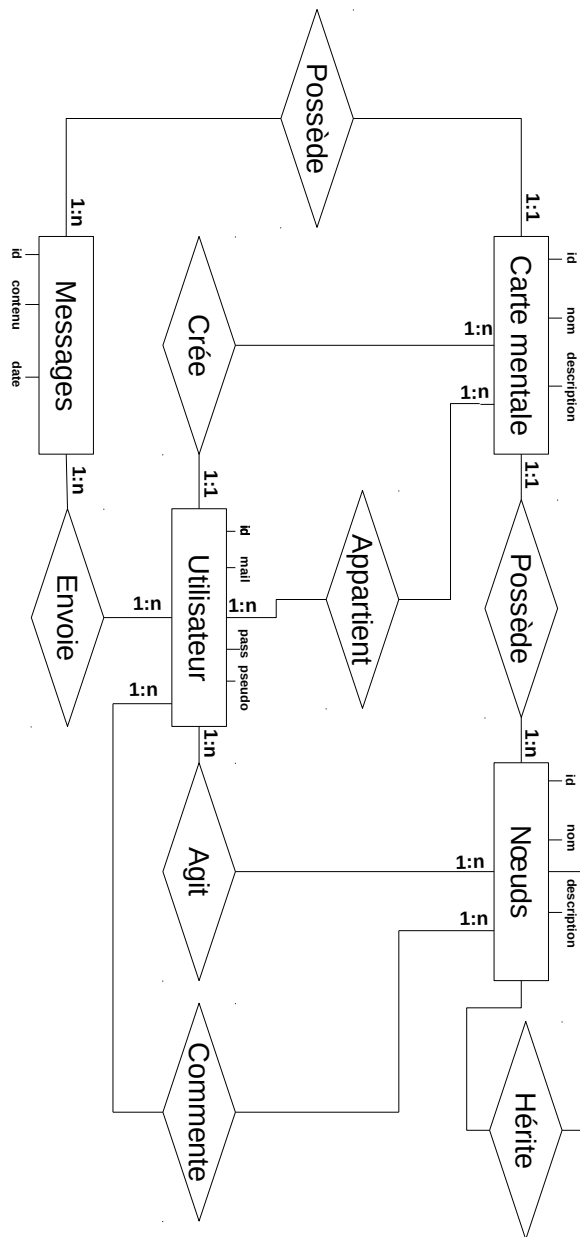 Possède
1:n
1:1
id
contenu
date
Messages
1:n
Crée
1:n
1:1
id
nom
description
Carte mentale
1:n
1:1
Envoie
1:n
id
mail
pass
pseudo
Utilisateur
1:n
1:n
1:n
Appartient
Possède
1:n
id
nom
description
Nœuds
1:n
1:n
Agit
Commente
Hérite